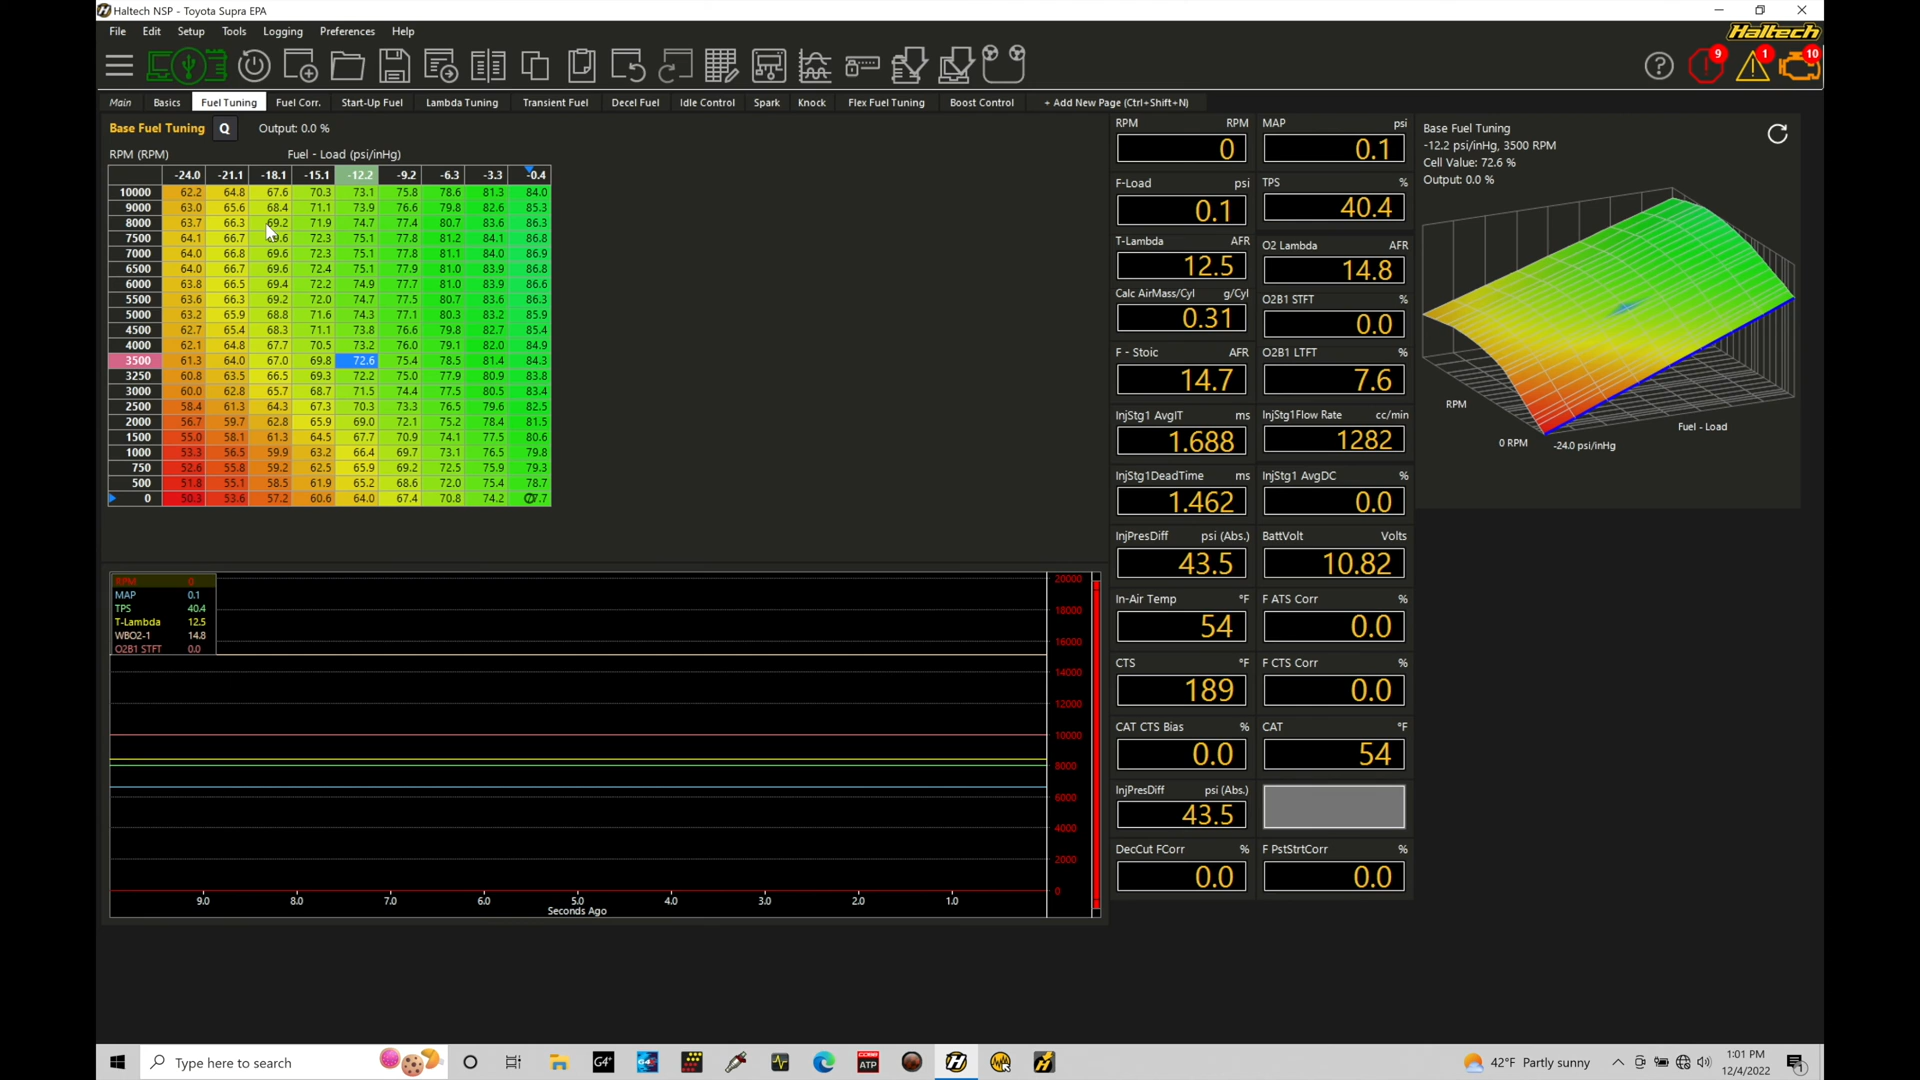 Haltech NSP - Toyota Supra EPA
File Edit Setup Tools Logging Preferences Help
Haltech
9 1 10
Main Basics Fuel Tuning Fuel Corr. Start-Up Fuel Lambda Tuning Transient Fuel Decel Fuel Idle Control Spark Knock Flex Fuel Tuning Boost Control + Add New Page (Ctrl+Shift+N)
Base Fuel Tuning Q Output: 0.0 %
RPM (RPM) Fuel - Load (psi/inHg)
-24.0 -21.1 -18.1 -15.1 -12.2 -9.2 -6.3 -3.3 -0.4
10000 62.2 64.8 67.6 70.3 73.1 75.8 78.6 81.3 84.0
9000 63.0 65.6 68.4 71.1 73.9 76.6 79.8 82.6 85.3
8000 63.7 66.3 69.2 71.9 74.7 77.4 80.7 83.6 86.3
7500 64.1 66.7 .6 72.3 75.1 77.8 81.2 84.1 86.8
7000 64.0 66.8 69.6 72.3 75.1 77.8 81.1 84.0 86.9
6500 64.0 66.7 69.6 72.4 75.1 77.9 81.0 83.9 86.8
6000 63.8 66.5 69.4 72.2 74.9 77.7 81.0 83.9 86.6
5500 63.6 66.3 69.2 72.0 74.7 77.5 80.7 83.6 86.3
5000 63.2 65.9 68.8 71.6 74.3 77.1 80.3 83.2 85.9
4500 62.7 65.4 68.3 71.1 73.8 76.6 79.8 82.7 85.4
4000 62.1 64.8 67.7 70.5 73.2 76.0 79.1 82.0 84.9
3500 61.3 64.0 67.0 69.8 72.6 75.4 78.5 81.4 84.3
3250 60.8 63.5 66.5 69.3 72.2 75.0 77.9 80.9 83.8
3000 60.0 62.8 65.7 68.7 71.5 74.4 77.5 80.5 83.4
2500 58.4 61.3 64.3 67.3 70.3 73.3 76.5 79.6 82.5
2000 56.7 59.7 62.8 65.9 69.0 72.1 75.2 78.4 81.5
1500 55.0 58.1 61.3 64.5 67.7 70.9 74.1 77.5 80.6
1000 53.3 56.5 59.9 63.2 66.4 69.7 73.1 76.5 79.8
750 52.6 55.8 59.2 62.5 65.9 69.2 72.5 75.9 79.3
500 51.8 55.1 58.5 61.9 65.2 68.6 72.0 75.4 78.7
0 50.3 53.6 57.2 60.6 64.0 67.4 70.8 74.2 7.7
RPM 0
MAP 0.1
TPS 40.4
T-Lambda 12.5
WBO2-1 14.8
O2B1 STFT 0.0
20000
18000
16000
14000
12000
10000
8000
6000
4000
2000
0
9.0 8.0 7.0 6.0 5.0 4.0 3.0 2.0 1.0
Seconds Ago
RPM RPM
0
MAP psi
0.1
F-Load psi
0.1
TPS %
40.4
T-Lambda AFR
12.5
O2 Lambda AFR
14.8
Calc AirMass/Cyl g/Cyl
0.31
O2B1 STFT %
0.0
F - Stoic AFR
14.7
O2B1 LTFT %
7.6
InjStg1 AvgIT ms
1.688
InjStg1Flow Rate cc/min
1282
InjStg1DeadTime ms
1.462
InjStg1 AvgDC %
0.0
InjPresDiff psi (Abs.)
43.5
BattVolt Volts
10.82
In-Air Temp °F
54
F ATS Corr %
0.0
CTS °F
189
F CTS Corr %
0.0
CAT CTS Bias %
0.0
CAT °F
54
InjPresDiff psi (Abs.)
43.5
DecCut FCorr %
0.0
F PstStrtCorr %
0.0
Base Fuel Tuning
-12.2 psi/inHg, 3500 RPM
Cell Value: 72.6 %
Output: 0.0 %
RPM
0 RPM
-24.0 psi/inHg
Fuel - Load
Type here to search
G4+
G4X
COBB
ATP
42°F Partly sunny
1:01 PM
12/4/2022
1